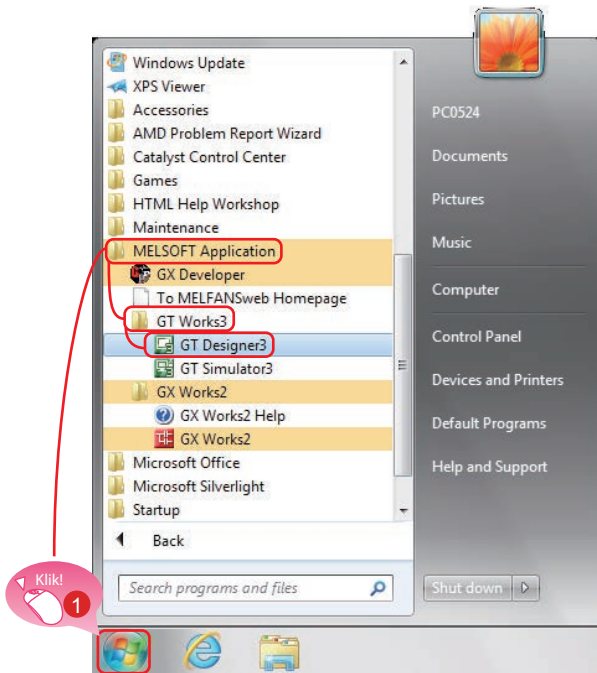 Windows Update
XPS Viewer
Accessories
AMD Problem Report Wizard
Catalyst Control Center
Games
HTML Help Workshop
Maintenance
MELSOFT Application
GX Developer
To MELFANSweb Homepage
GT Works3
GT Designer3
GT Simulator3
GX Works2
GX Works2 Help
GX Works2
Microsoft Office
Microsoft Silverlight
Startup
Back
Search programs and files
PC0524
Documents
Pictures
Music
Computer
Control Panel
Devices and Printers
Default Programs
Help and Support
Shut down
Klik!
1